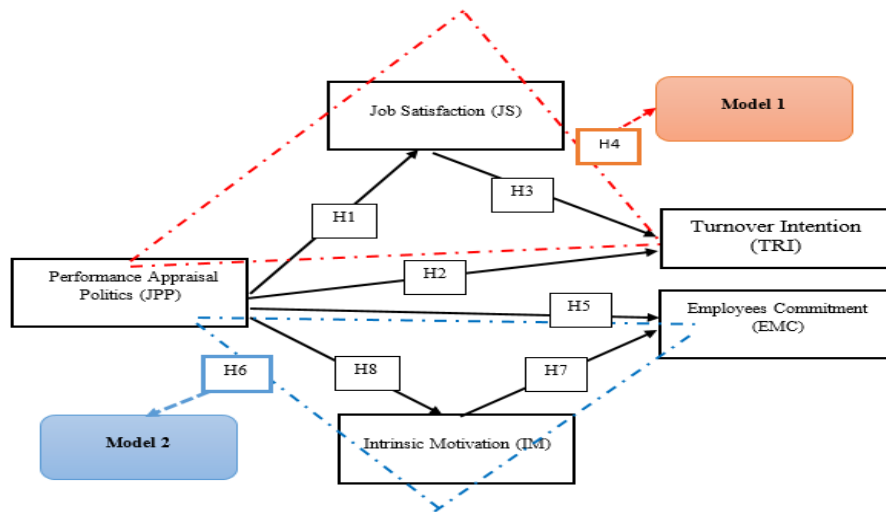 Job Satisfaction (JS)
Model 1
H4
H3
H1
Turnover Intention
(TRI)
Performance Appraisal
Politics (JPP)
H2
H5
Employees Commitment
(EMC)
H6
H8
H7
Model 2
Intrinsic Motivation (IM)